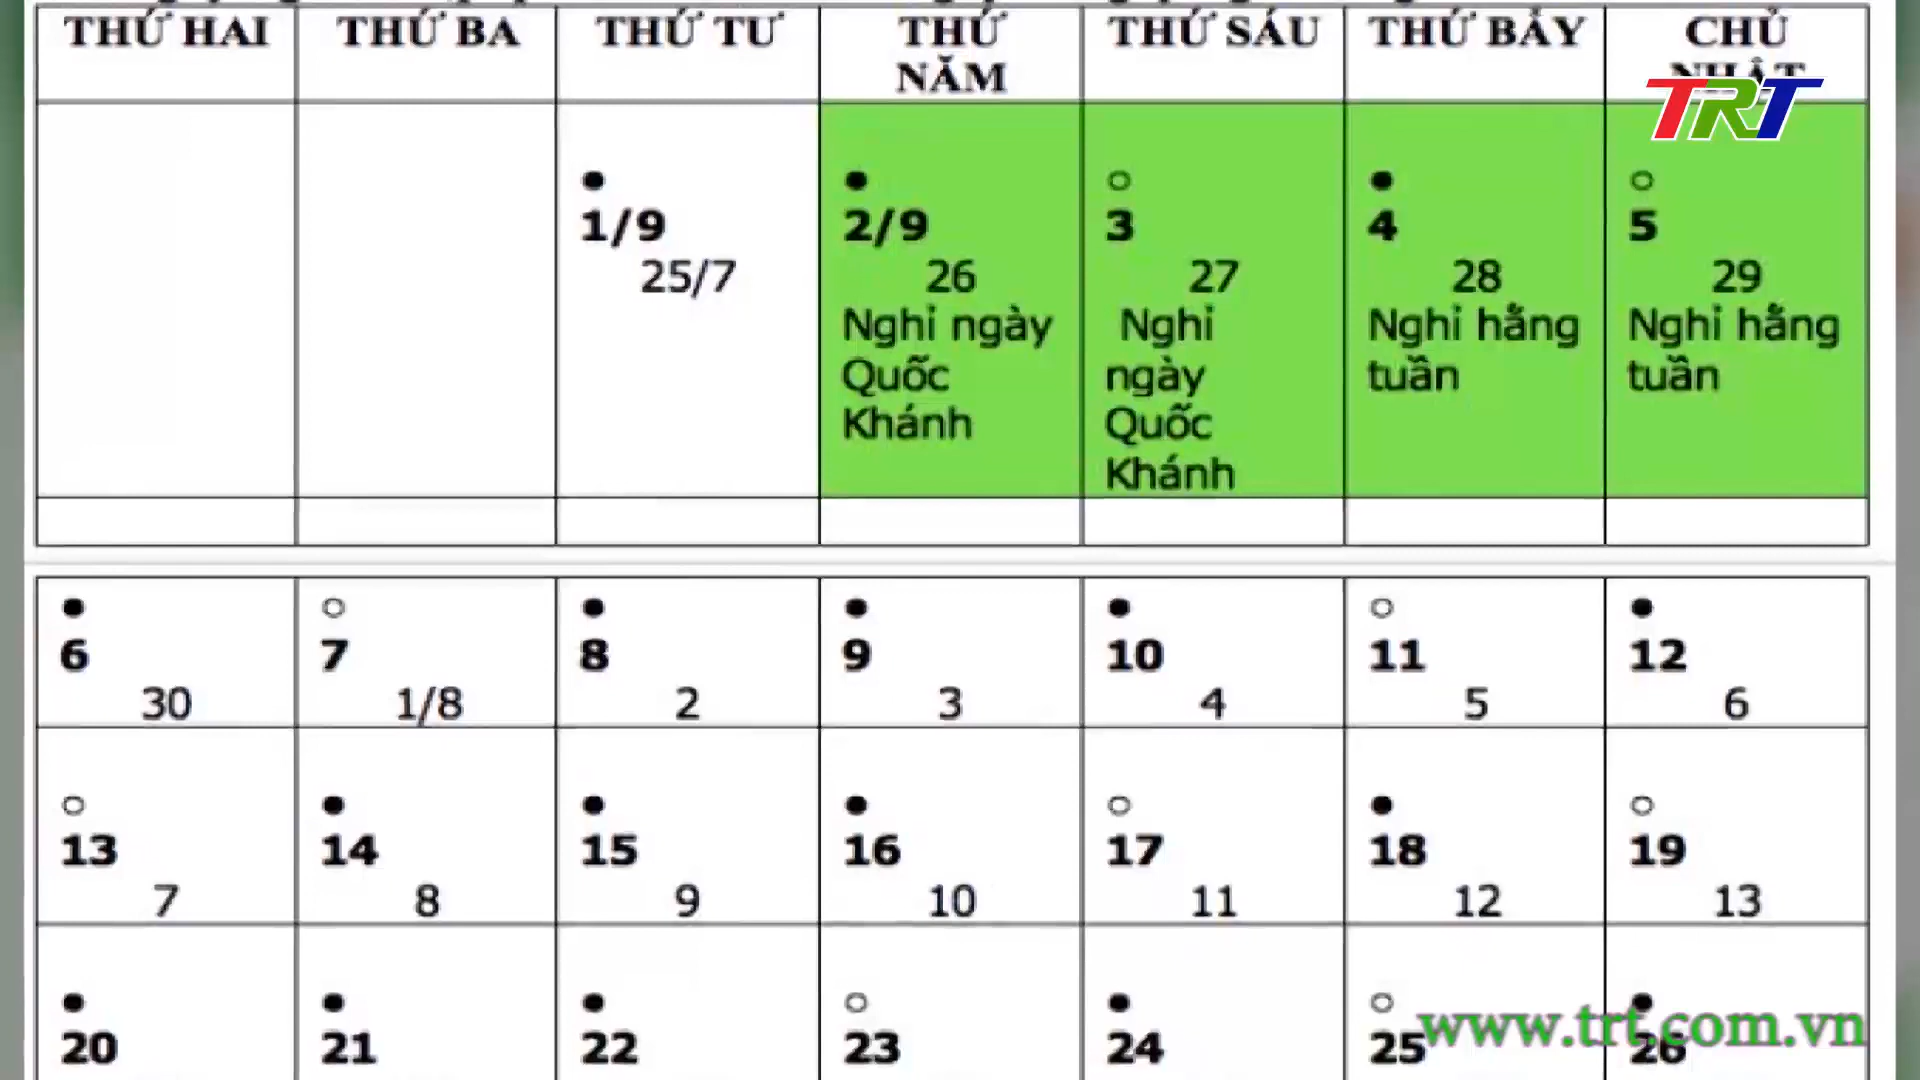 THỨ HAI
THỨ BA
THỨ TƯ
THỨ
NĂM
THỨ SÁU
THỨ BẢY
CHỦ
NHẬT
TRT
1/9
25/7
2/9
26
Nghỉ ngày
Quốc
Khánh
3
27
Nghỉ
ngày
Quốc
Khánh
4
28
Nghỉ hằng
tuần
5
29
Nghỉ hằng
tuần
6
30
7
1/8
8
2
9
3
10
4
11
5
12
6
13
7
14
8
15
9
16
10
17
11
18
12
19
13
20
21
22
23
24
25
26
www.trt.com.vn